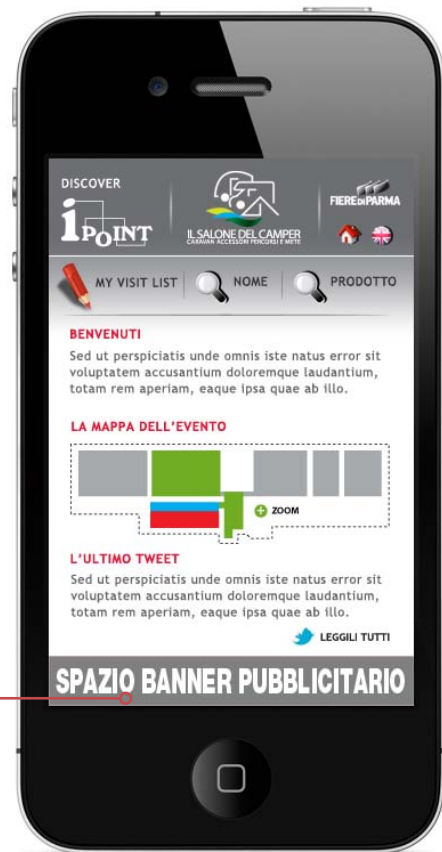 DISCOVER
iPOINT
IL SALONE DEL CAMPER
CARAVAN ACCESSORI PERCORSI E METE
FIERE DI PARMA
MY VISIT LIST
NOME
PRODOTTO
BENVENUTI
Sed ut perspiciatis unde omnis iste natus error sit
voluptatem accusantium doloremque laudantium,
totam rem aperiam, eaque ipsa quae ab illo.
LA MAPPA DELL'EVENTO
ZOOM
L'ULTIMO TWEET
Sed ut perspiciatis unde omnis iste natus error sit
voluptatem accusantium doloremque laudantium,
totam rem aperiam, eaque ipsa quae ab illo.
LEGGILI TUTTI
SPAZIO BANNER PUBBLICITARIO